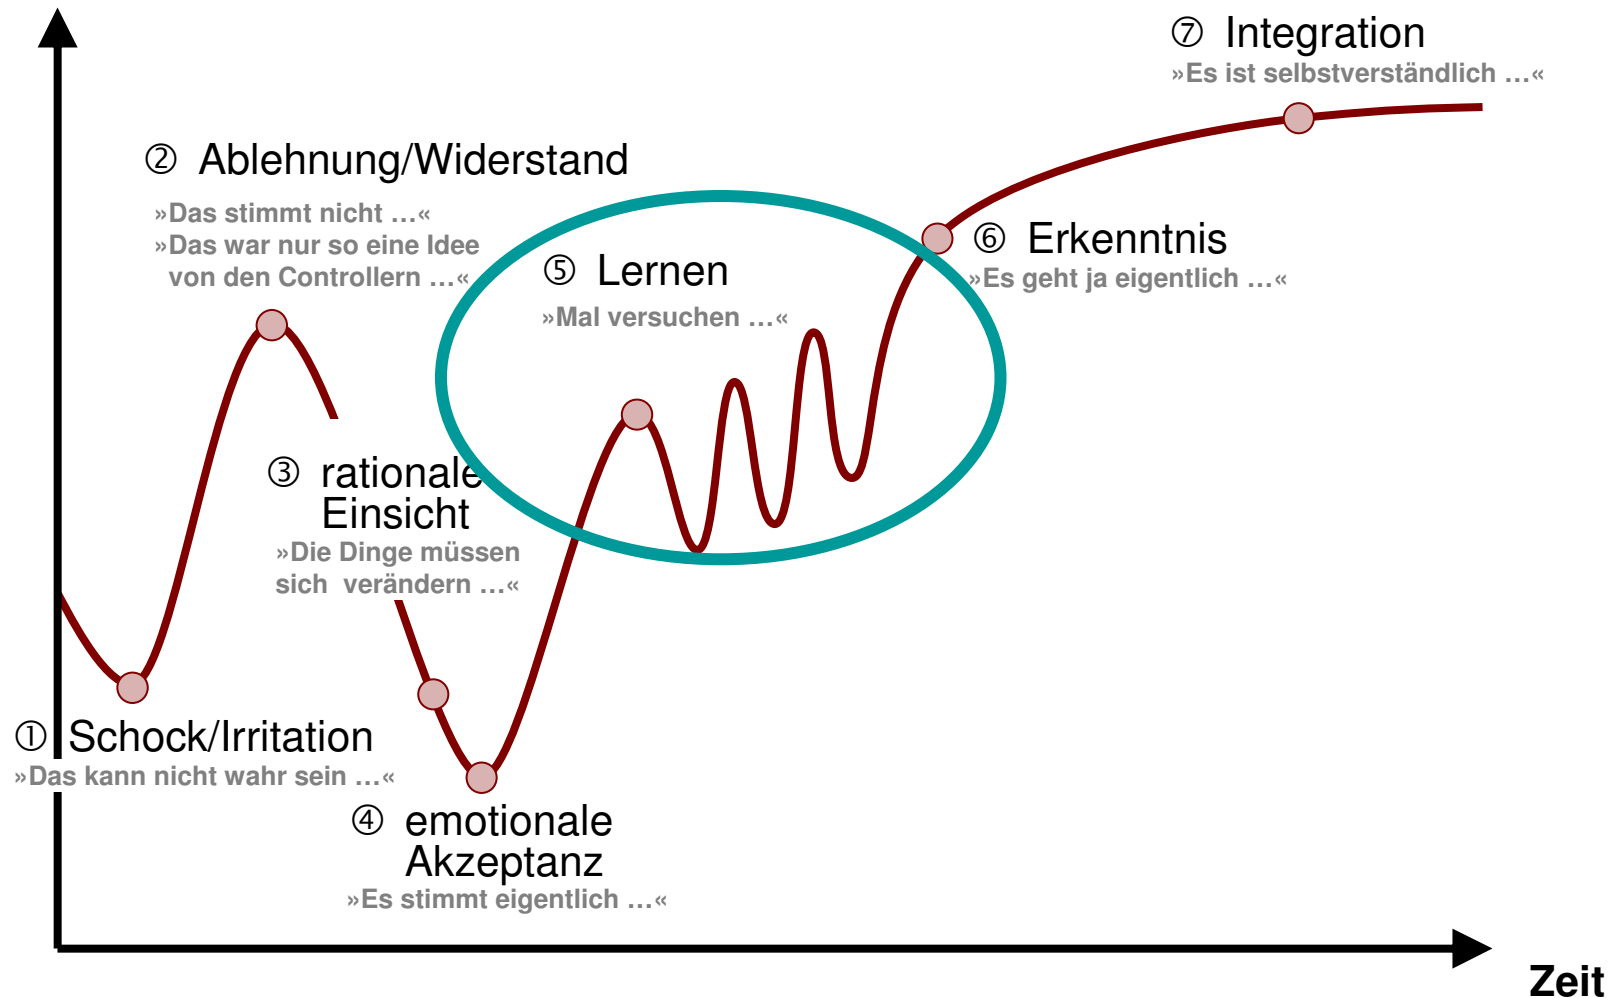 ⑦ Integration
»Es ist selbstverständlich …«
② Ablehnung/Widerstand
»Das stimmt nicht …«
»Das war nur so eine Idee
von den Controllern …«
⑤ Lernen
»Mal versuchen …«
⑥ Erkenntnis
»Es geht ja eigentlich …«
③ rationale
Einsicht
»Die Dinge müssen
sich verändern …«
① Schock/Irritation
»Das kann nicht wahr sein …«
④ emotionale
Akzeptanz
»Es stimmt eigentlich …«
Zeit